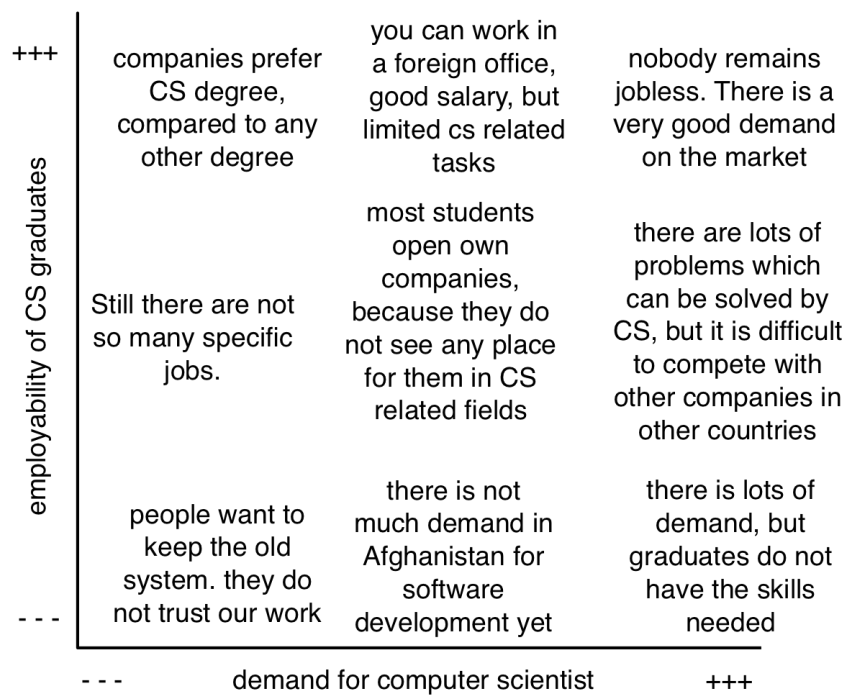 +++
companies prefer
CS degree,
compared to any
other degree
you can work in
a foreign office,
good salary, but
limited cs related
tasks
nobody remains
jobless. There is a
very good demand
on the market
employability of CS graduates
Still there are not
so many specific
jobs.
most students
open own
companies,
because they do
not see any place
for them in CS
related fields
there are lots of
problems which
can be solved by
CS, but it is difficult
to compete with
other companies in
other countries
people want to
keep the old
system. they do
not trust our work
there is not
much demand in
Afghanistan for
software
development yet
there is lots of
demand, but
graduates do not
have the skills
needed
- - -
- - -
demand for computer scientist
+++